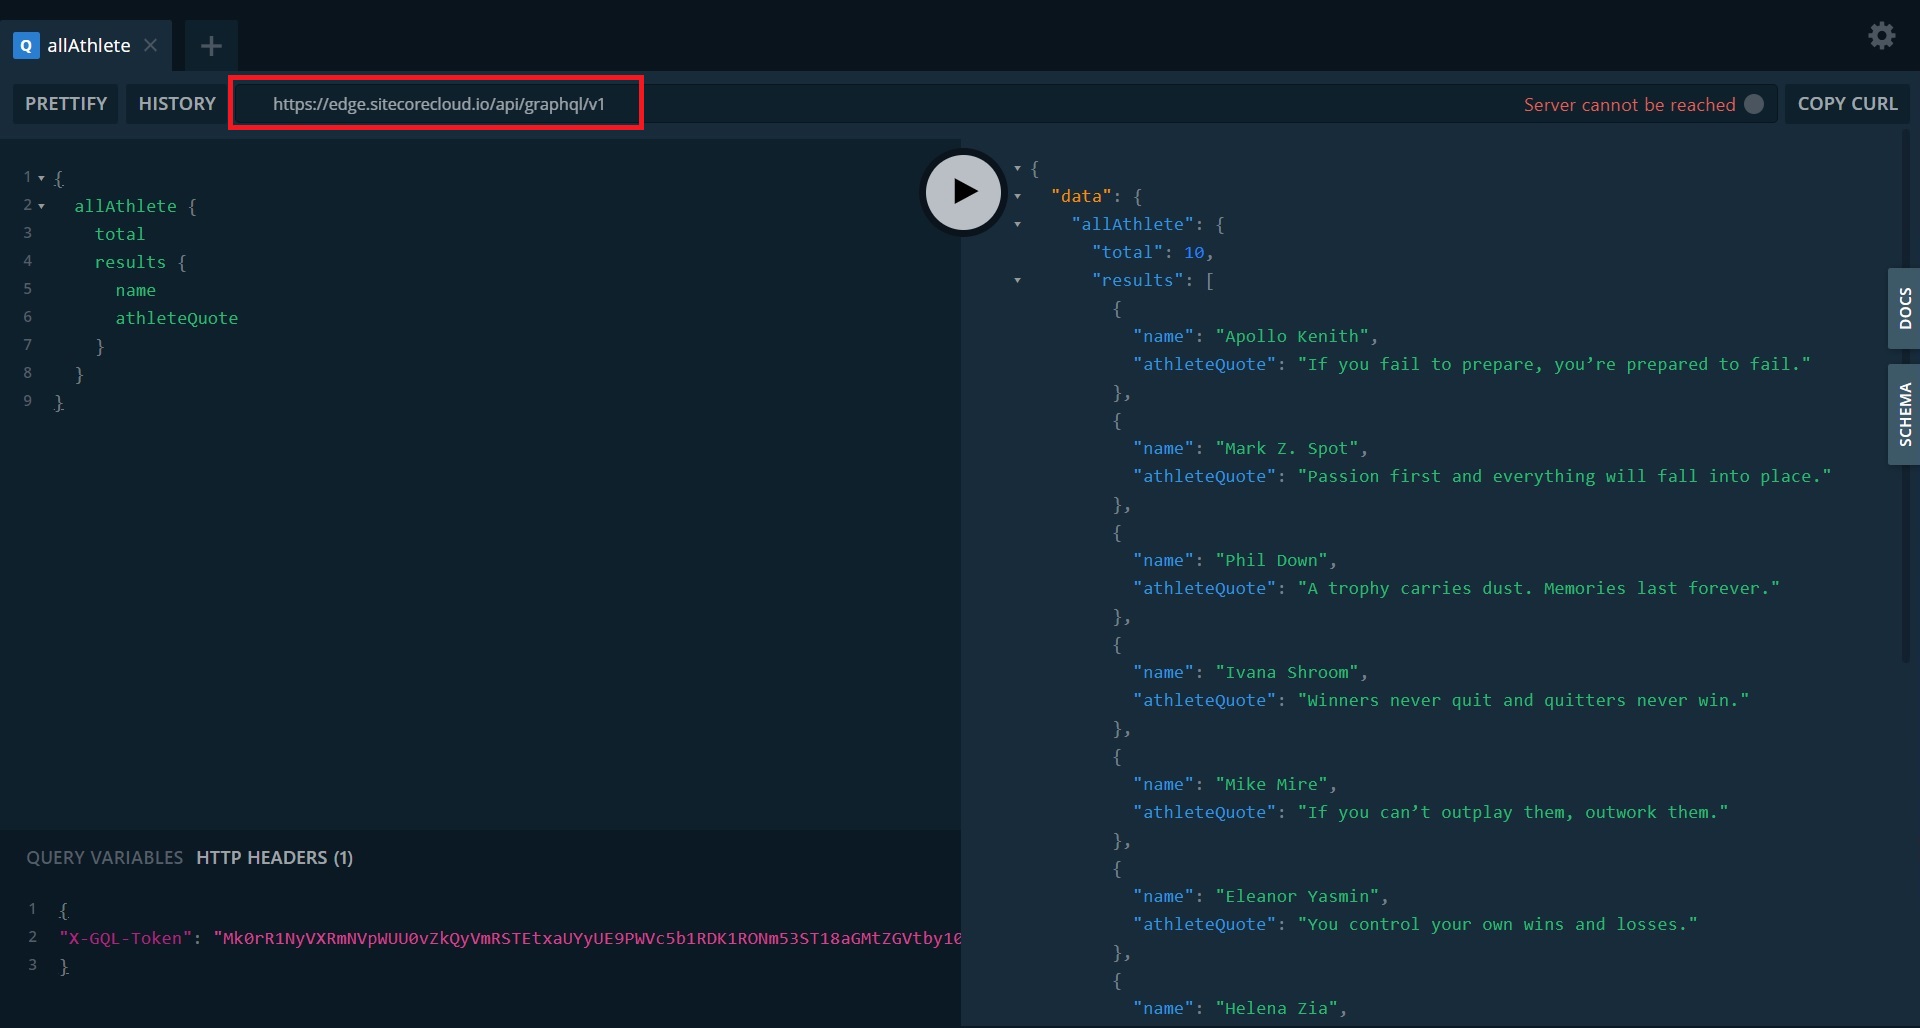 Q allAthlete
PRETTIFY HISTORY https://edge.sitecorecloud.io/api/graphql/v1 Server cannot be reached COPY CURL
1 {
2 allAthlete {
3 total
4 results {
5 name
6 athleteQuote
7 }
8 }
9 }
{
"data": {
"allAthlete": {
"total": 10,
"results": [
{
"name": "Apollo Kenith",
"athleteQuote": "If you fail to prepare, you’re prepared to fail."
},
{
"name": "Mark Z. Spot",
"athleteQuote": "Passion first and everything will fall into place."
},
{
"name": "Phil Down",
"athleteQuote": "A trophy carries dust. Memories last forever."
},
{
"name": "Ivana Shroom",
"athleteQuote": "Winners never quit and quitters never win."
},
{
"name": "Mike Mire",
"athleteQuote": "If you can’t outplay them, outwork them."
},
{
"name": "Eleanor Yasmin",
"athleteQuote": "You control your own wins and losses."
},
{
"name": "Helena Zia",
DOCS
SCHEMA
QUERY VARIABLES HTTP HEADERS (1)
1 {
2 "X-GQL-Token": "Mk0rR1NyVXRmNVpWUU0vZkQyVmRSTEtxaUYyUE9PWVc5b1RDK1RONm53ST18aGMtZGVtby10
3 }